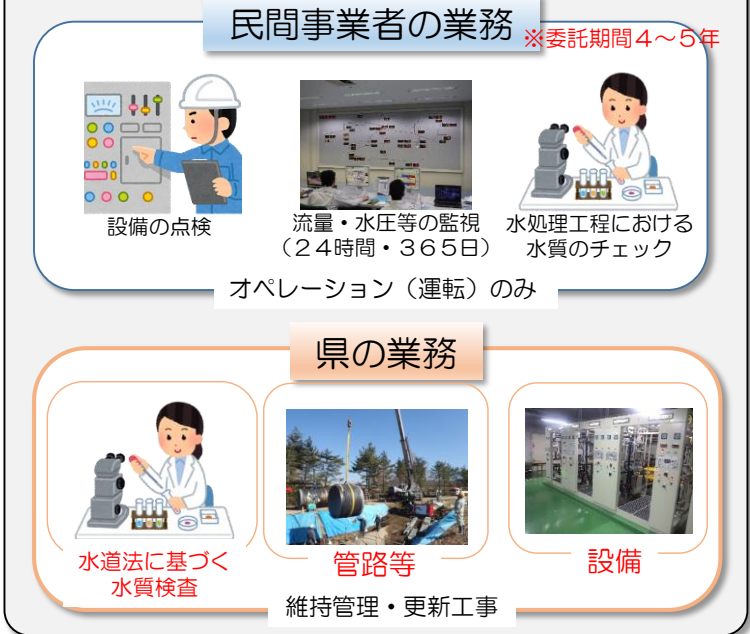 民間事業者の業務
※委託期間４～５年
設備の点検
流量・水圧等の監視
（２４時間・３６５日）
水処理工程における
水質のチェック
オペレーション（運転）のみ
県の業務
水道法に基づく
水質検査
管路等
設備
維持管理・更新工事